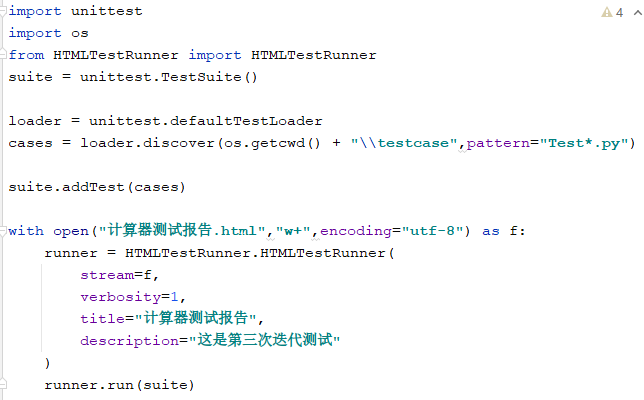 import unittest
4
import os
from HTMLTestRunner import HTMLTestRunner
suite = unittest.TestSuite()
loader = unittest.defaultTestLoader
cases = loader.discover(os.getcwd() + "\\testcase",pattern="Test*.py")
suite.addTest(cases)
with open("计算器测试报告.html","w+",encoding="utf-8") as f:
    runner = HTMLTestRunner.HTMLTestRunner(
        stream=f,
        verbosity=1,
        title="计算器测试报告",
        description="这是第三次迭代测试"
    )
    runner.run(suite)